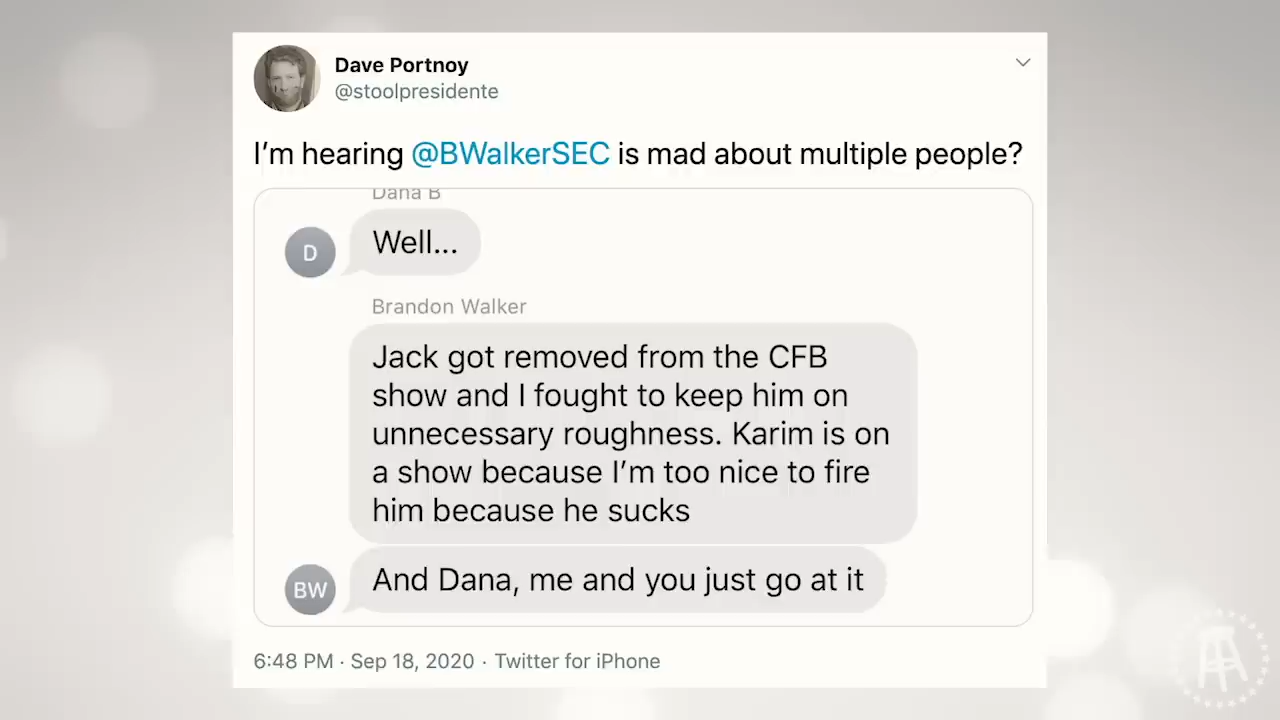 Dave Portnoy
@stoolpresidente
I’m hearing @BWalkerSEC is mad about multiple people?
Dana B
D
Well...
Brandon Walker
Jack got removed from the CFB
show and I fought to keep him on
unnecessary roughness. Karim is on
a show because I’m too nice to fire
him because he sucks
BW
And Dana, me and you just go at it
6:48 PM · Sep 18, 2020 · Twitter for iPhone